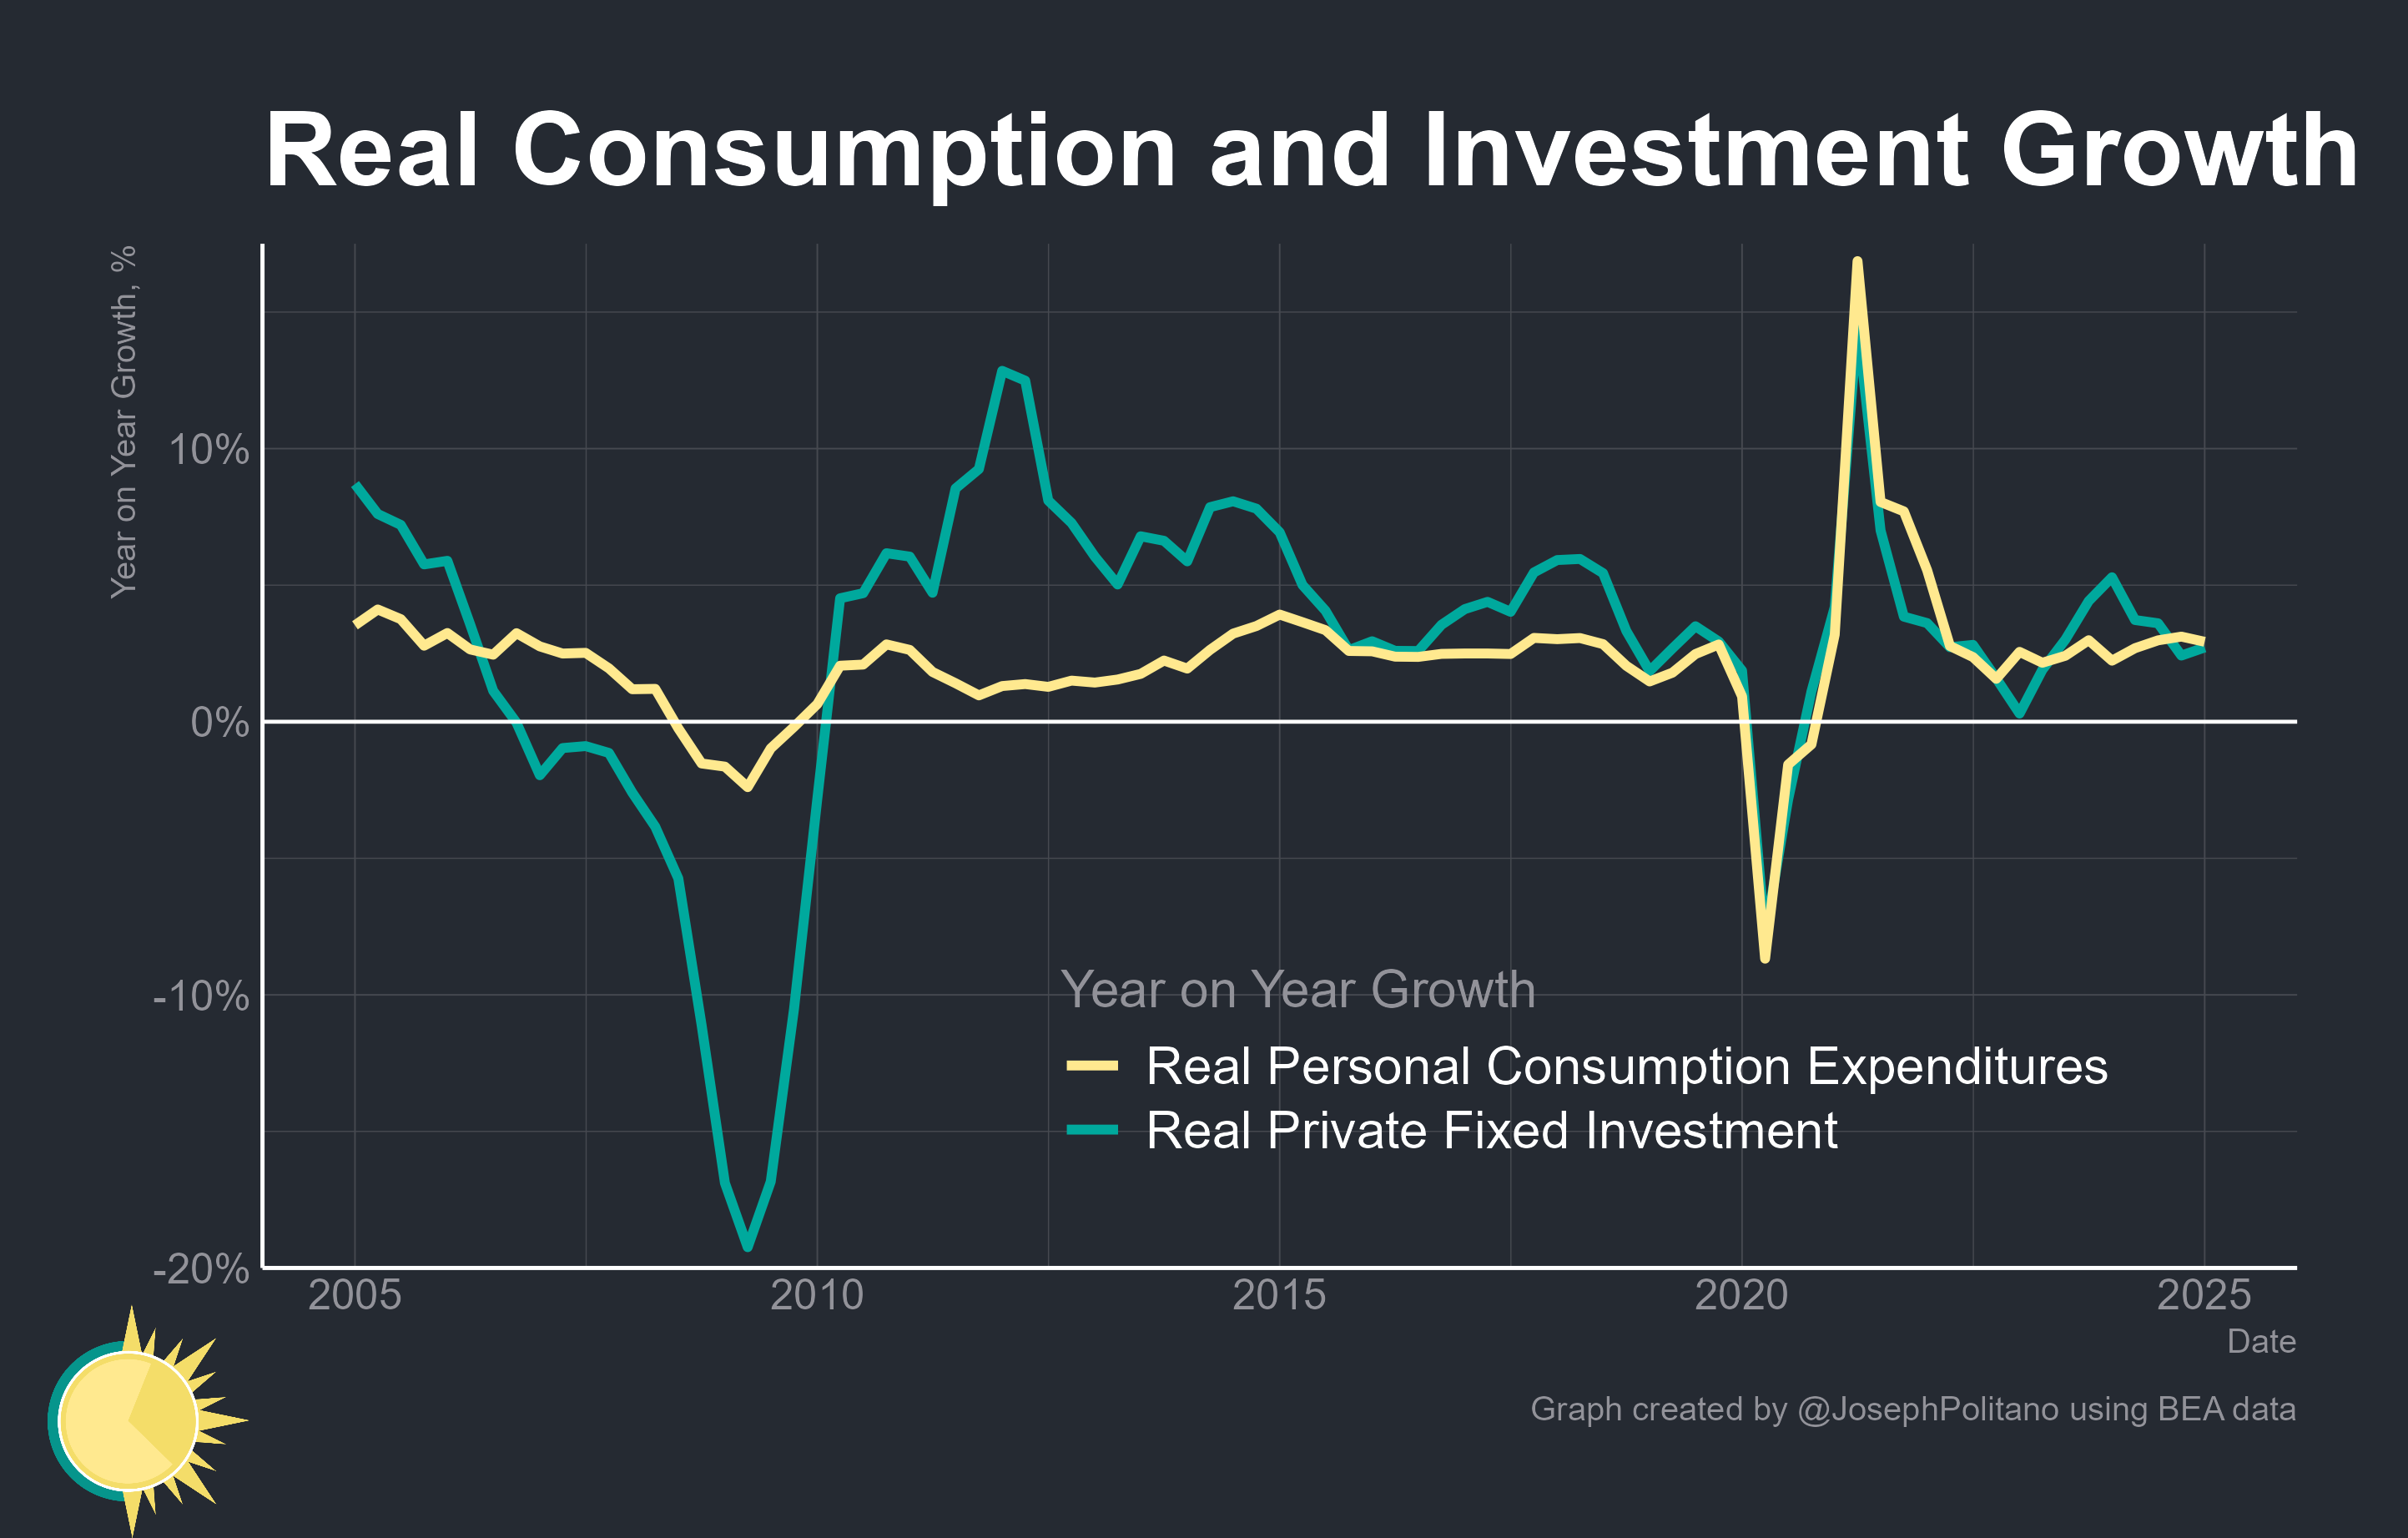 Real Consumption and Investment Growth
Year on Year Growth, %
10%
0%
-10%
-20%
Year on Year Growth
Real Personal Consumption Expenditures
Real Private Fixed Investment
2005
2010
2015
2020
2025
Date
Graph created by @JosephPolitano using BEA data